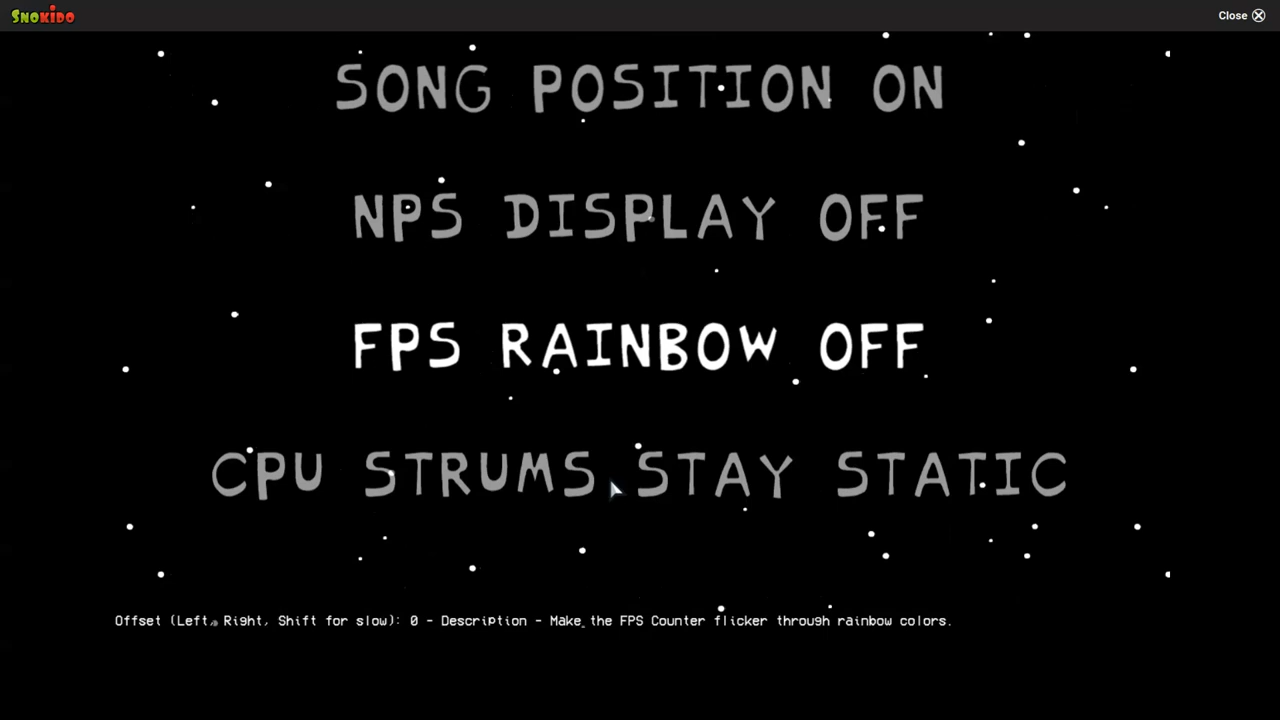 SNOKIDO
Close
SONG POSITION ON
NPS DISPLAY OFF
FPS RAINBOW OFF
CPU STRUMS STAY STATIC
Offset (Left, Right, Shift for slow): 0 - Description - Make the FPS Counter flicker through rainbow colors.